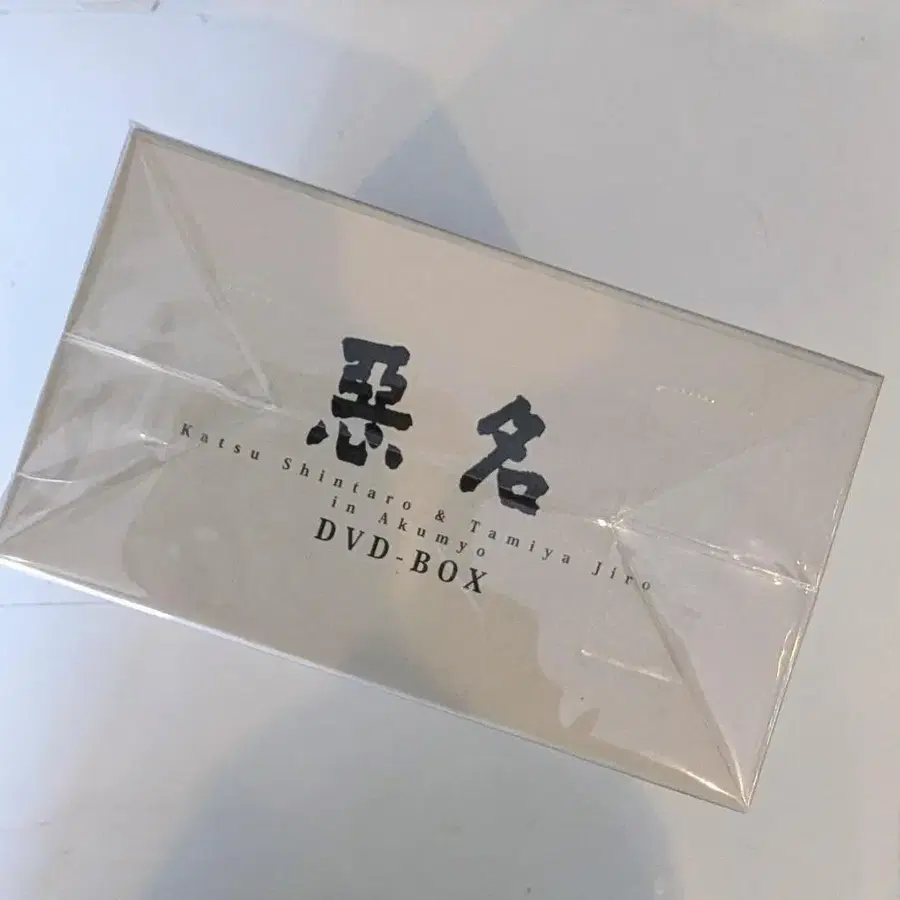 悪名
Katsu Shintaro & Tamiya Jiro
in Akumyo
DVD-BOX